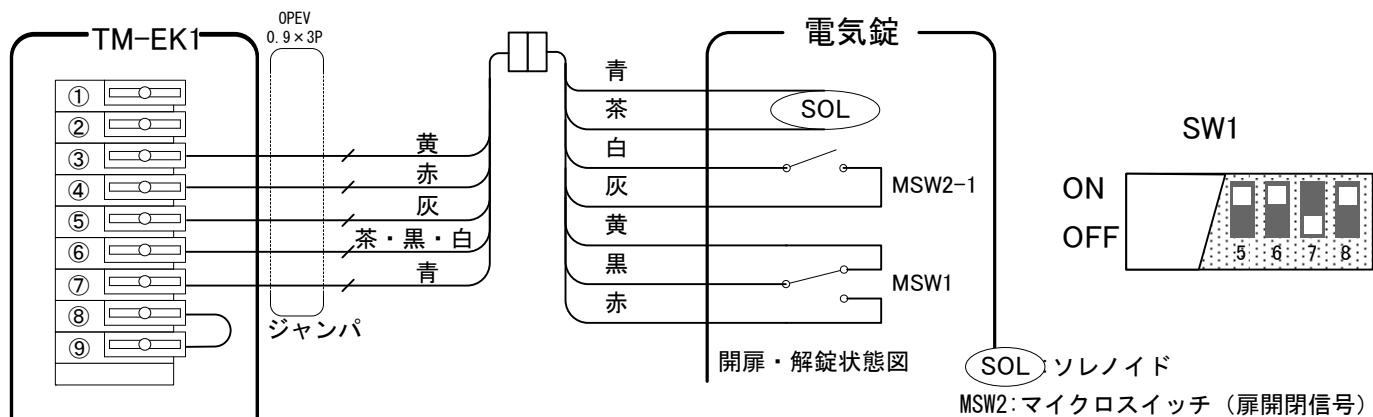 TM-EK1
OPEV
0.9×3P
①
②
③
④
⑤
⑥
⑦
⑧
⑨
黄
赤
灰
茶・黒・白
青
ジャンパ
電気錠
青
茶
白
灰
黄
黒
赤
SOL
MSW2-1
MSW1
開扉・解錠状態図
SW1
ON
OFF
5 6 7 8
SOL:ソレノイド
MSW2:マイクロスイッチ（扉開閉信号）